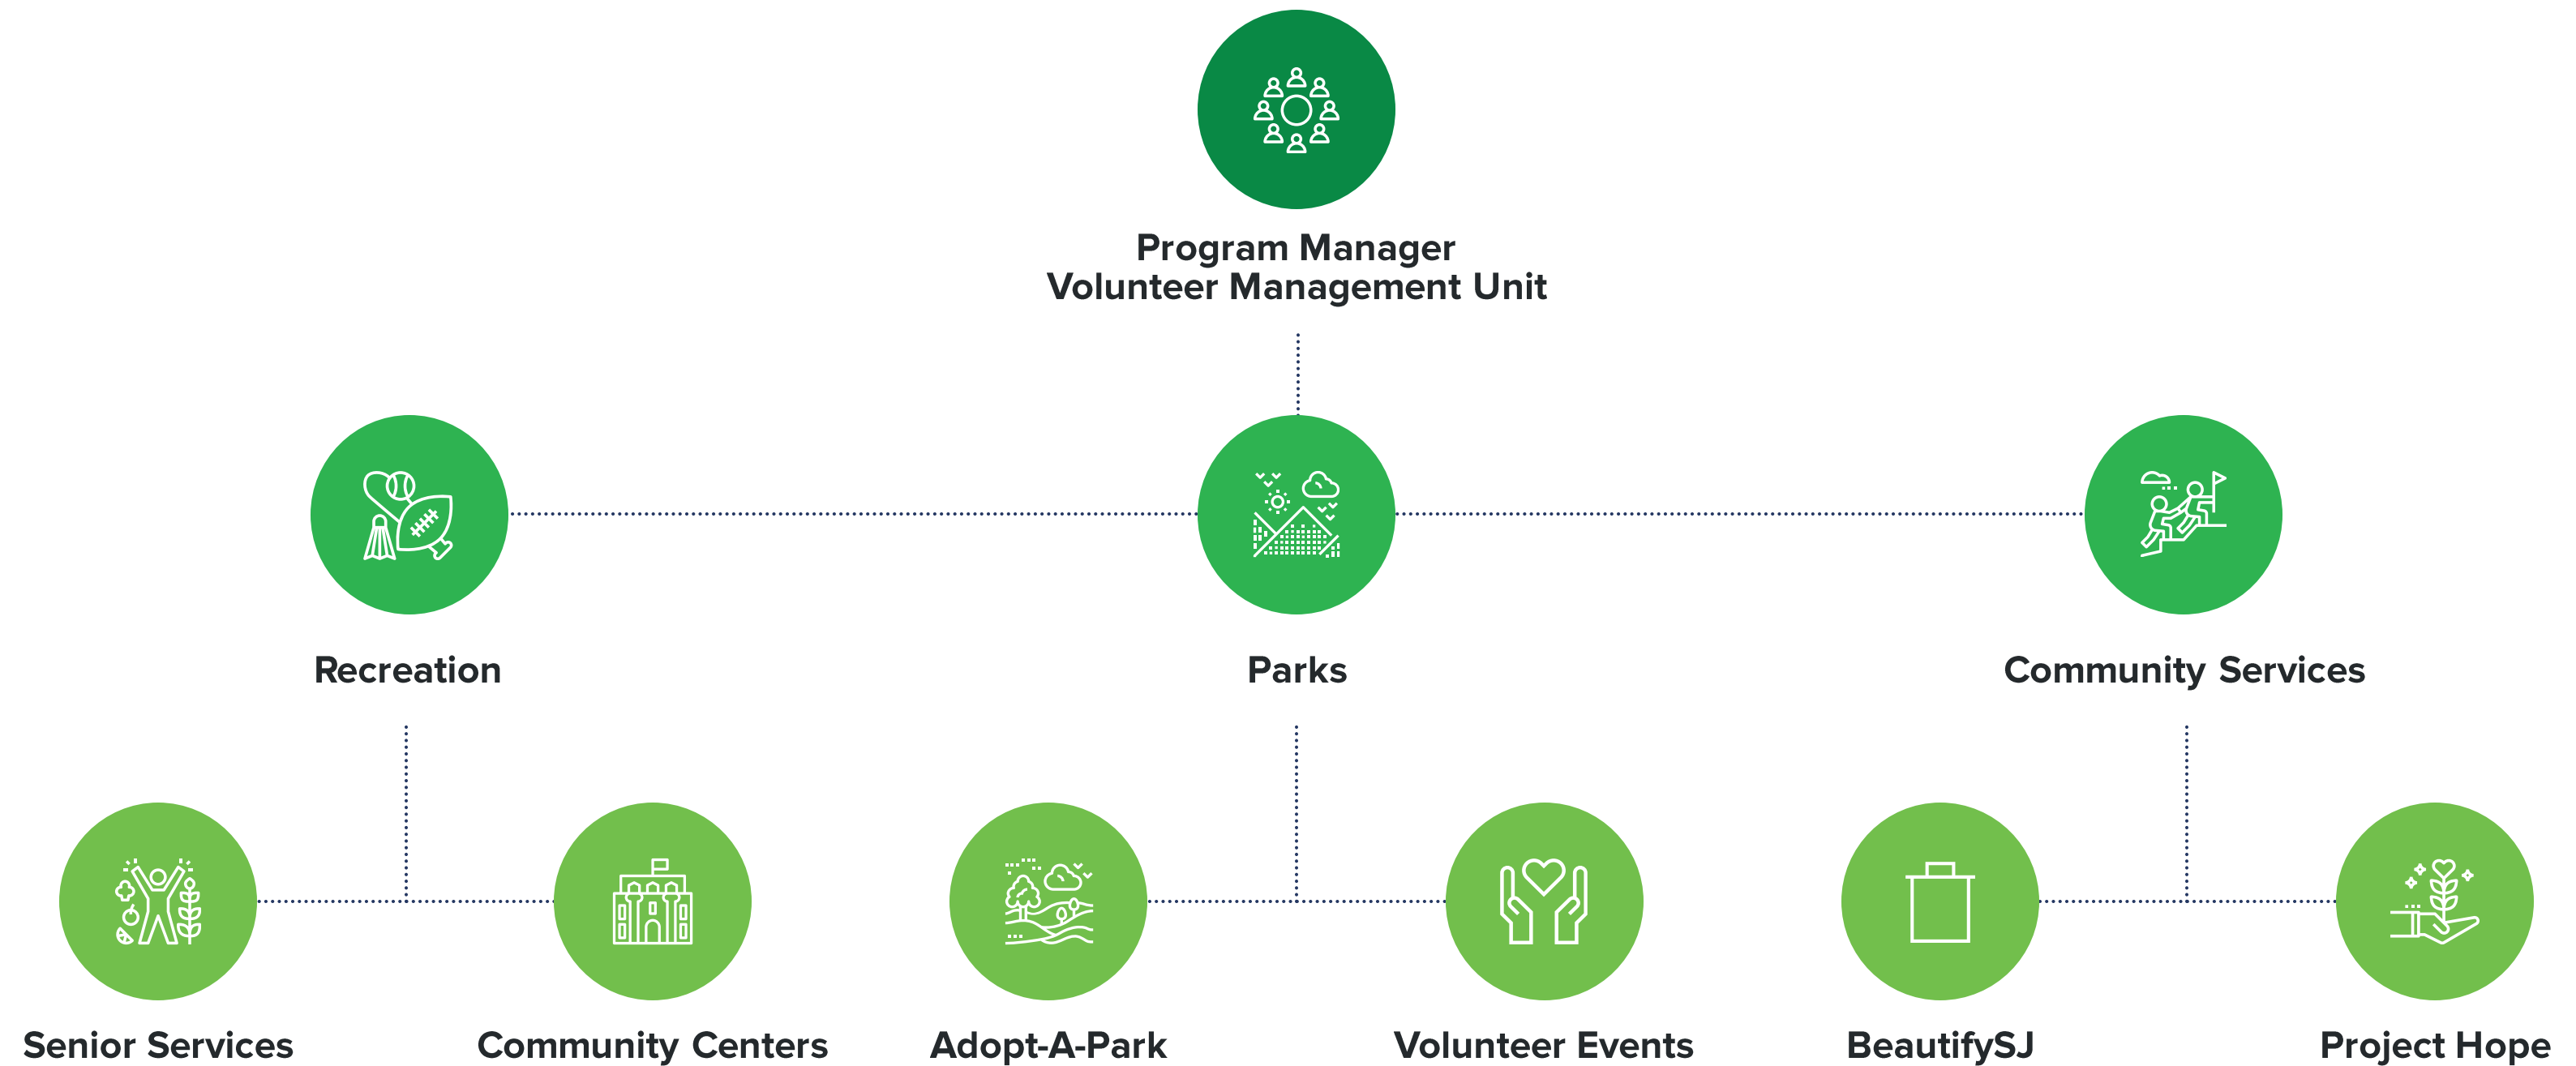 Program Manager
Volunteer Management Unit
Recreation
Parks
Community Services
Senior Services
Community Centers
Adopt-A-Park
Volunteer Events
BeautifySJ
Project Hope